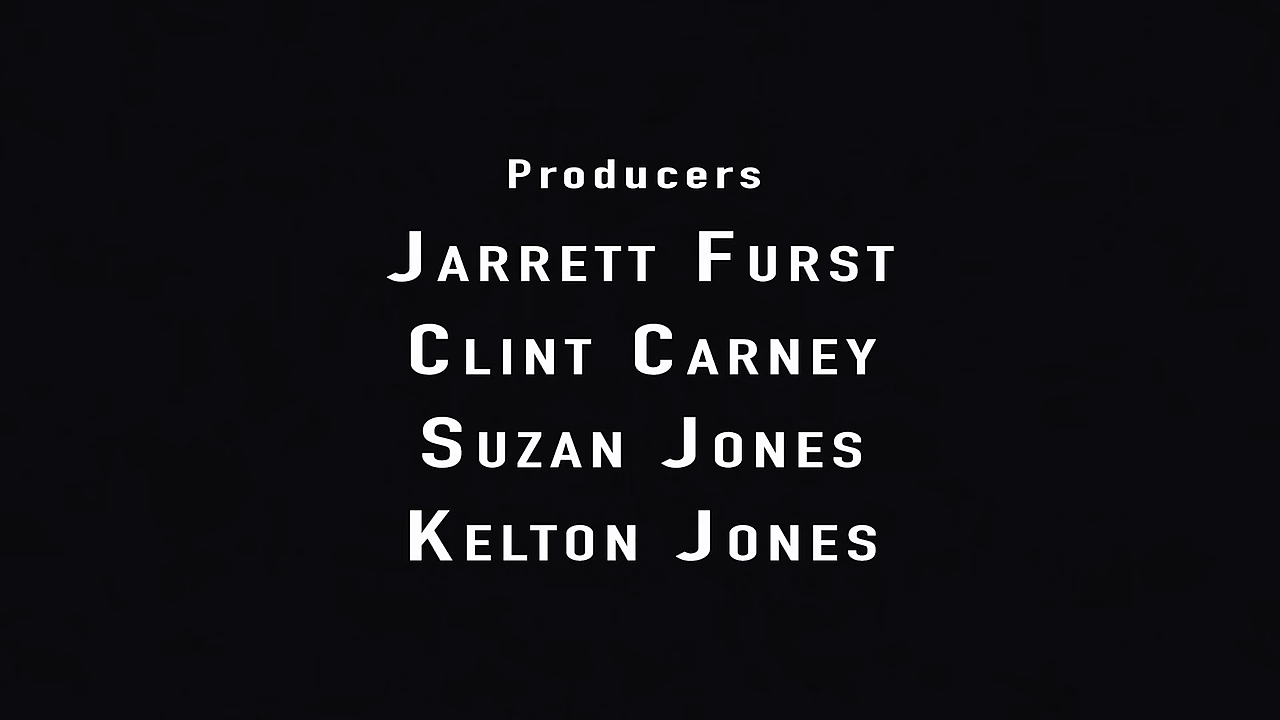 Producers
Jarrett Furst
Clint Carney
Suzan Jones
Kelton Jones